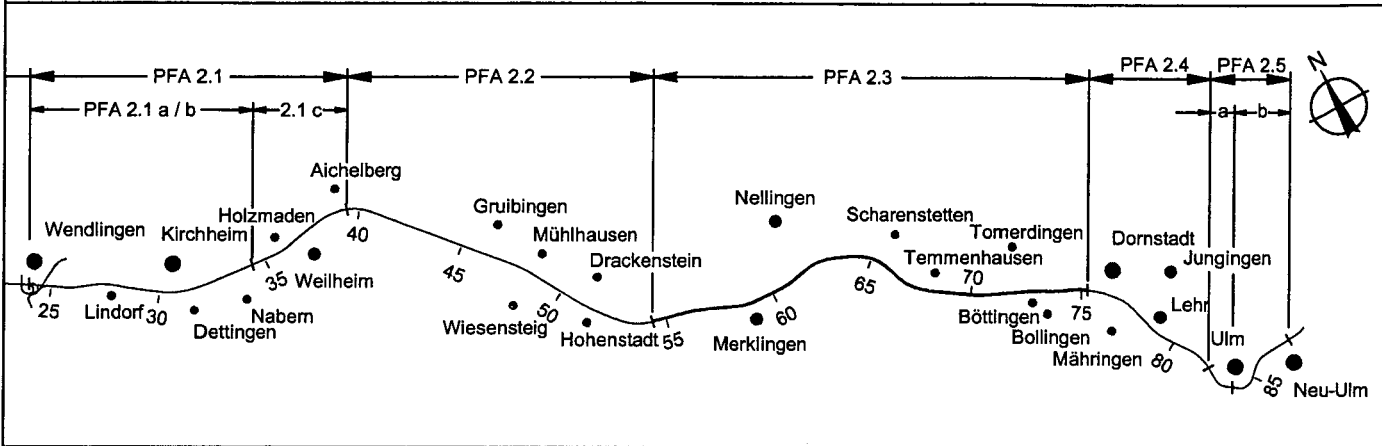 PFA 2.1
PFA 2.2
PFA 2.3
PFA 2.4
PFA 2.5
N
PFA 2.1 a / b
2.1 c
a
b
Aichelberg
Wendlingen
Kirchheim
Holzmaden
Weilheim
Lindorf
Dettingen
Nabern
Gruibingen
Mühlhausen
Drackenstein
Wiesensteig
Hohenstadt
Nellingen
Merklingen
Scharenstetten
Temmenhausen
Tomerdingen
Böttingen
Bollingen
Mähringen
Dornstadt
Jungingen
Lehr
Ulm
Neu-Ulm
25
30
35
40
45
50
55
60
65
70
75
80
85